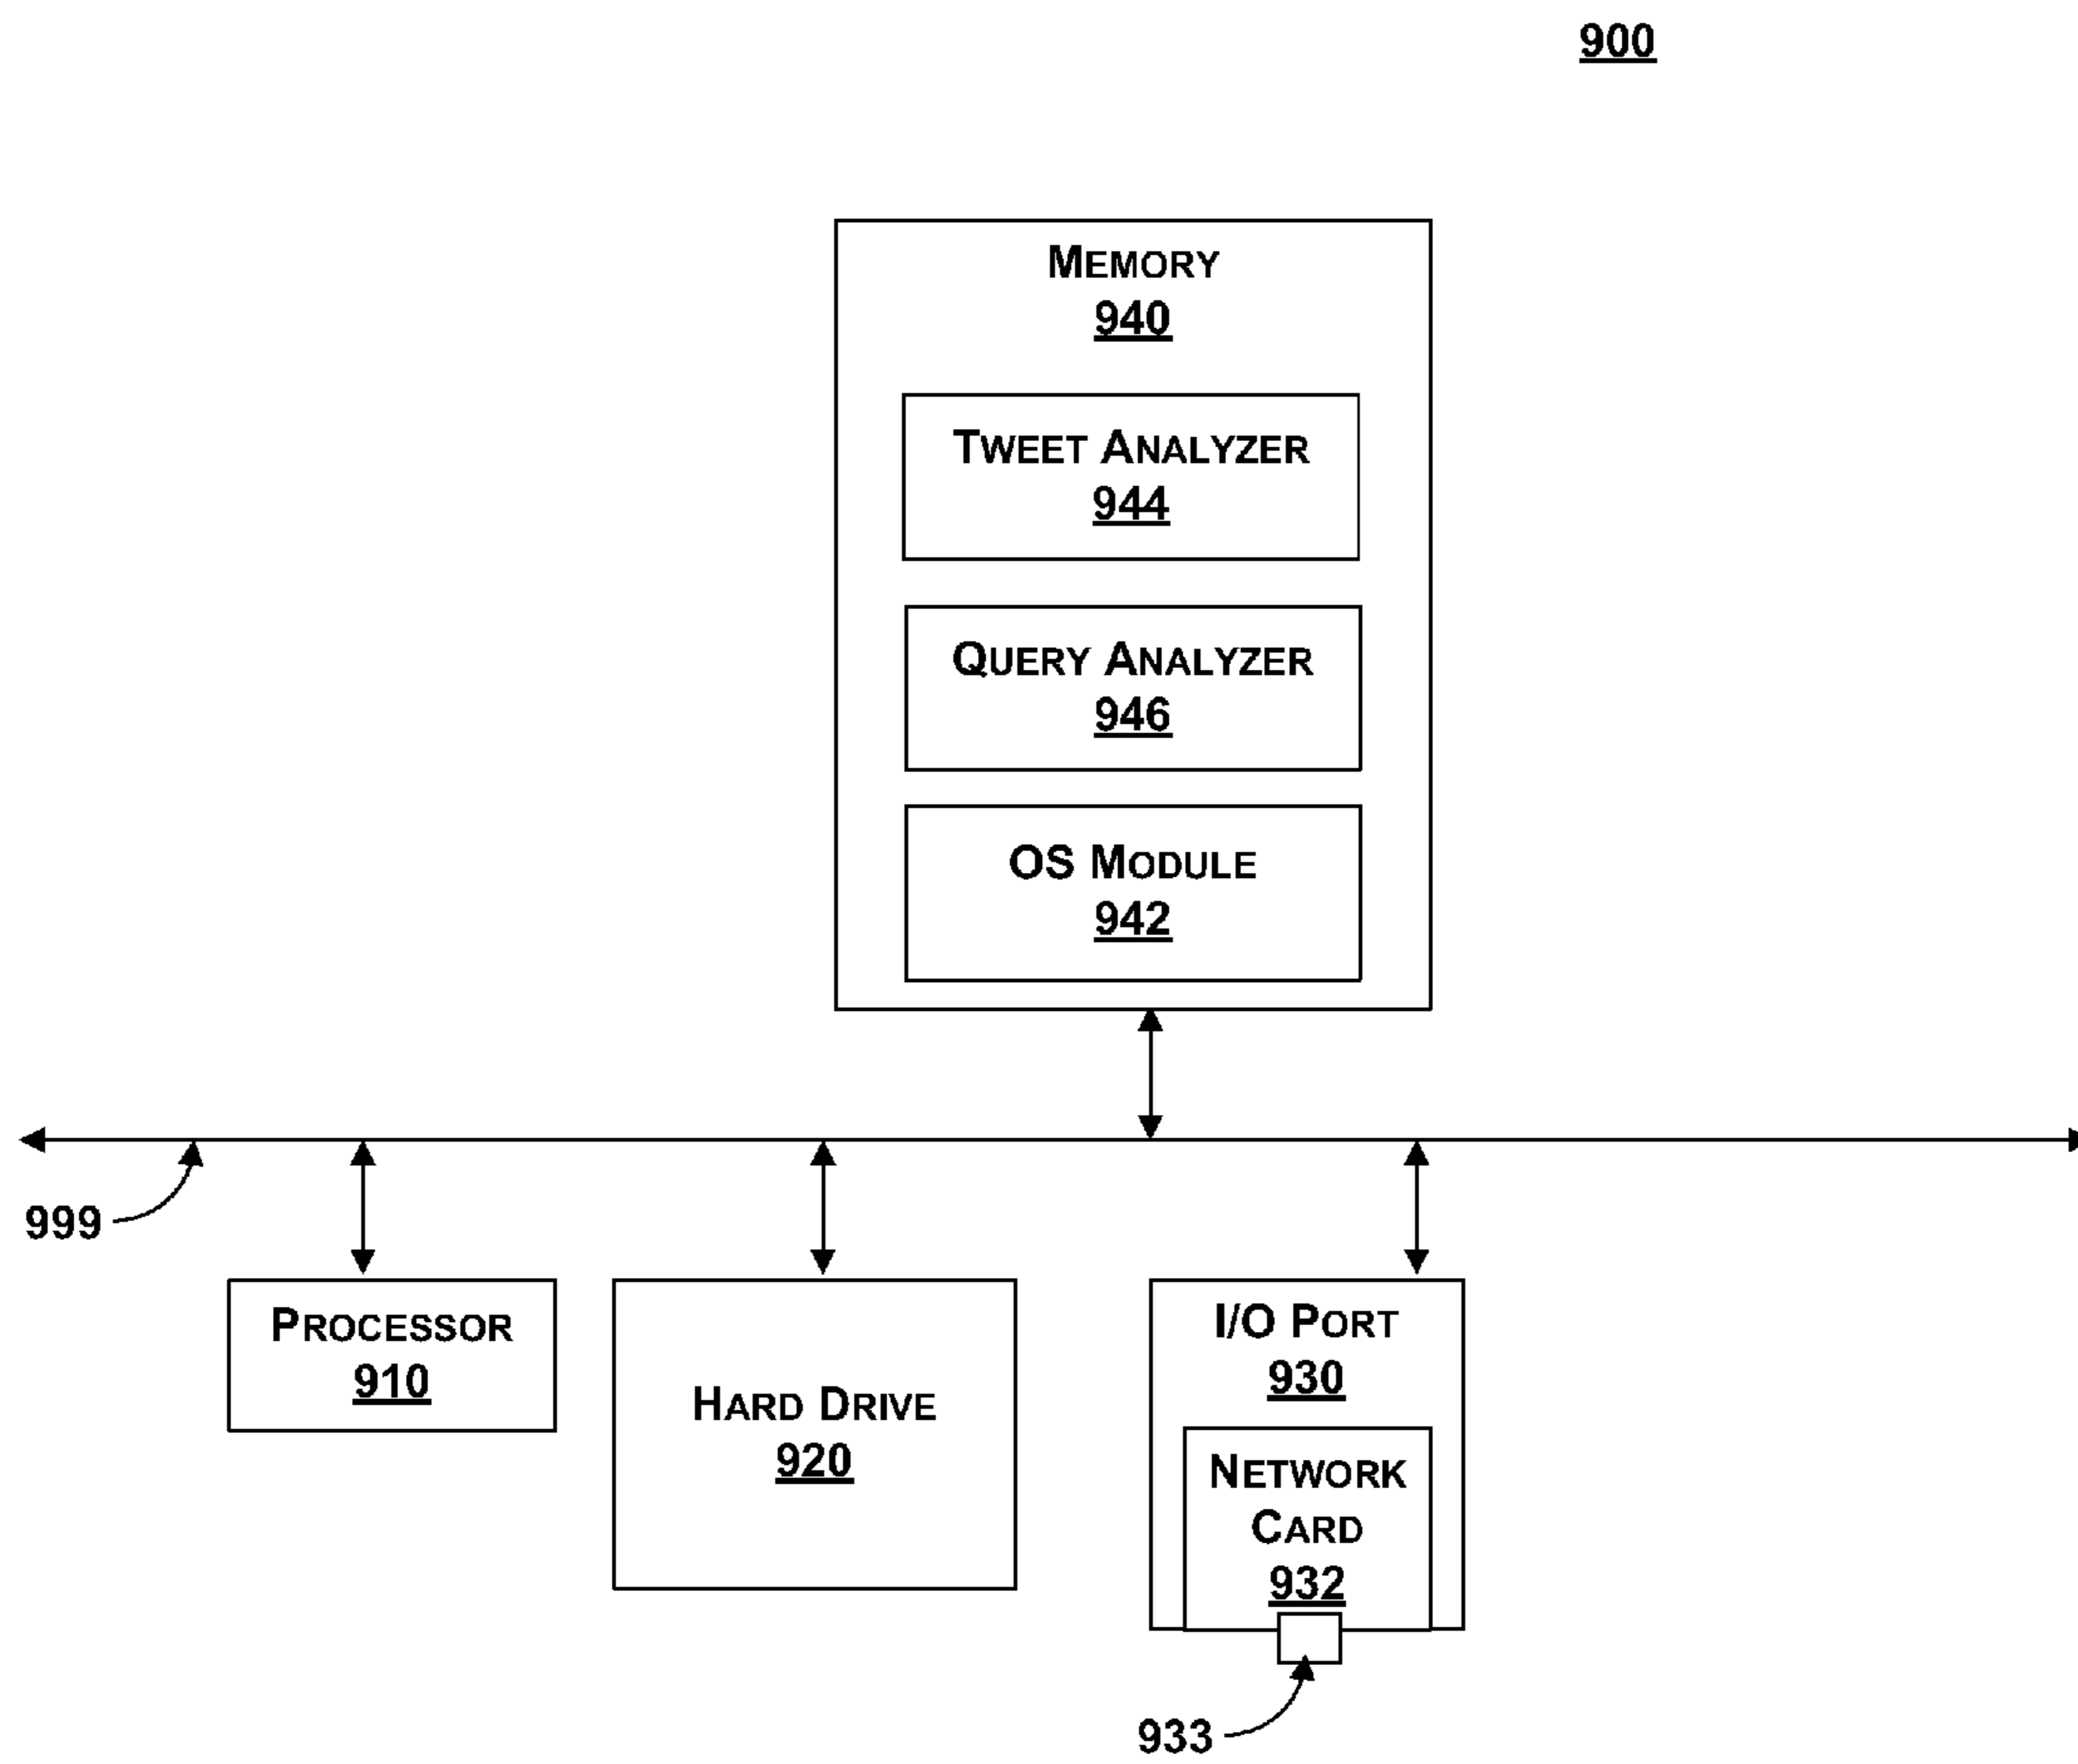 900
MEMORY
940
TWEET ANALYZER
944
QUERY ANALYZER
946
OS MODULE
942
999
PROCESSOR
910
HARD DRIVE
920
I/O PORT
930
NETWORK
CARD
932
933